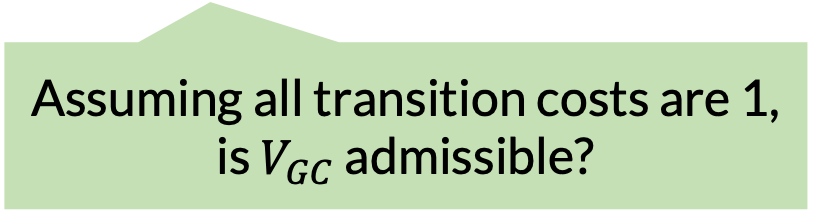 Assuming all transition costs are 1,
is V_GC admissible?